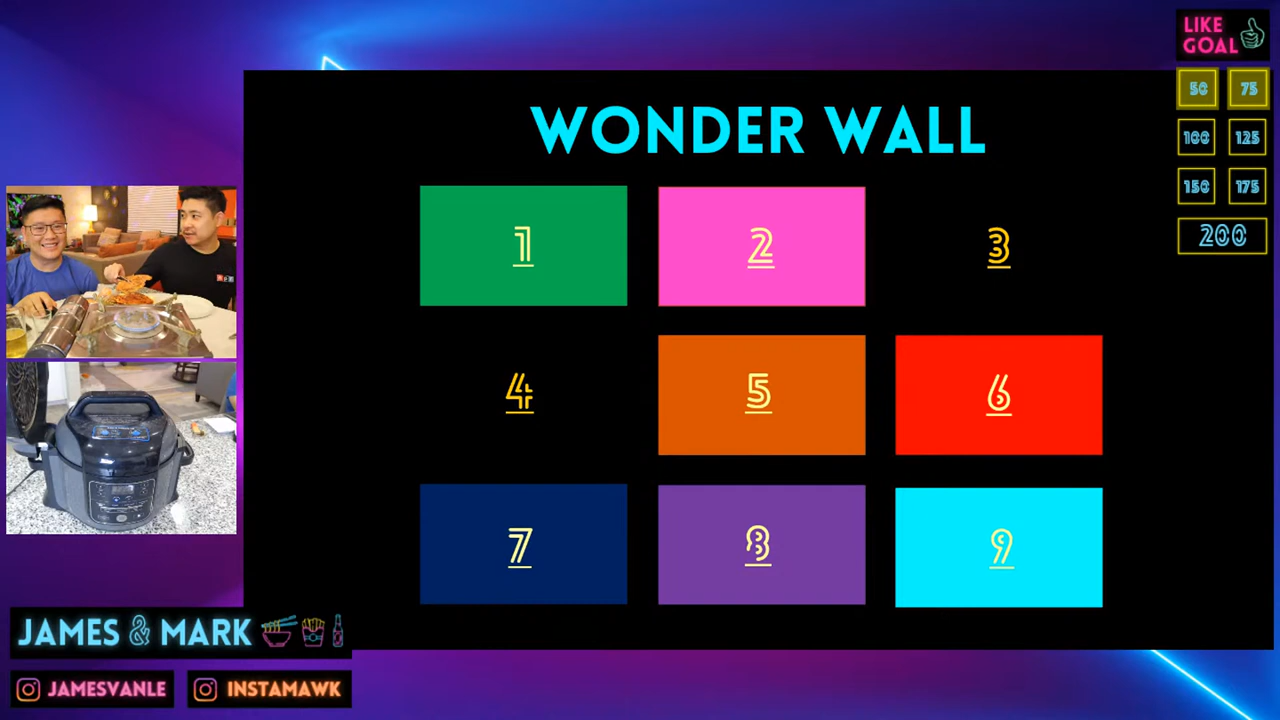 LIKE
GOAL
50 75
100 125
150 175
200
WONDER WALL
1 2 3
4 5 6
7 8 9
JAMES & MARK
JAMESVANLE INSTAMAWK